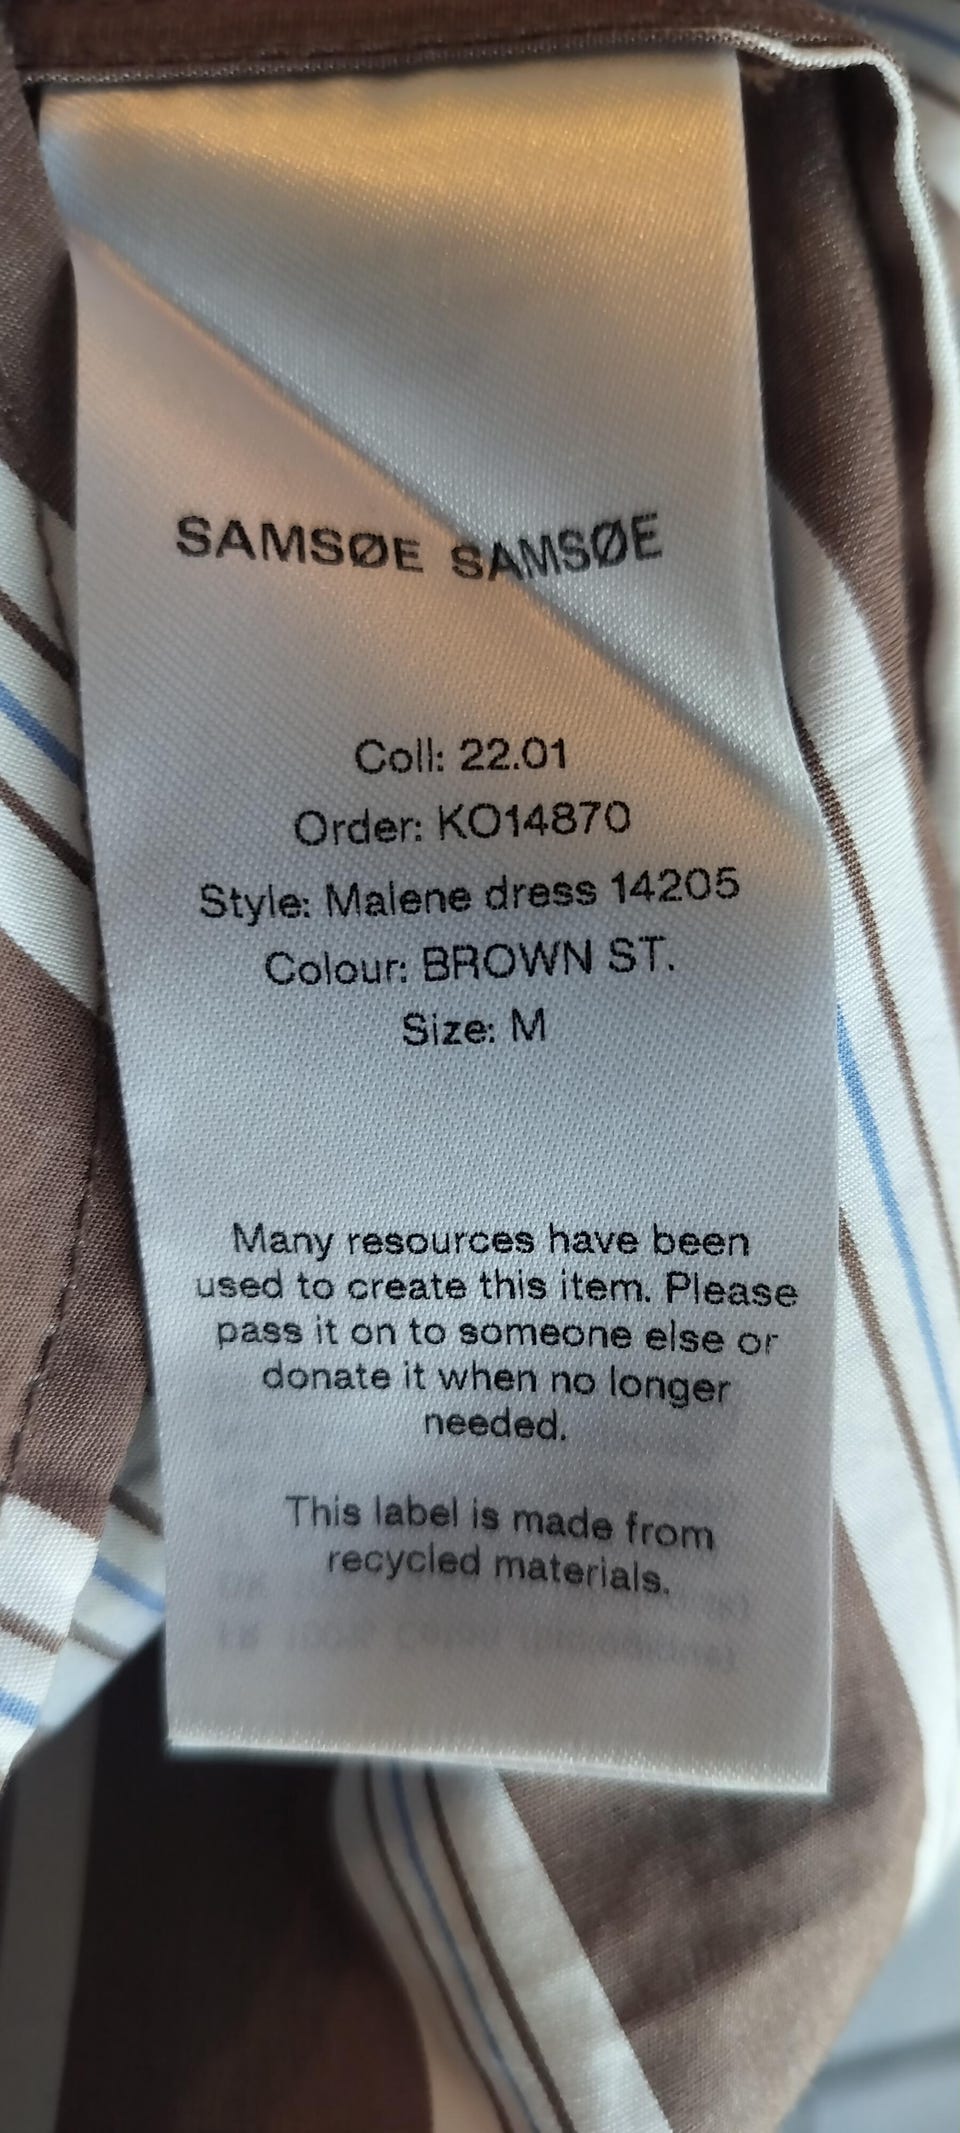 SAMSØE SAMSØE
Coll: 22.01
Order: KO14870
Style: Malene dress 14205
Colour: BROWN ST.
Size: M
Many resources have been
used to create this item. Please
pass it on to someone else or
donate it when no longer
needed.
This label is made from
recycled materials.